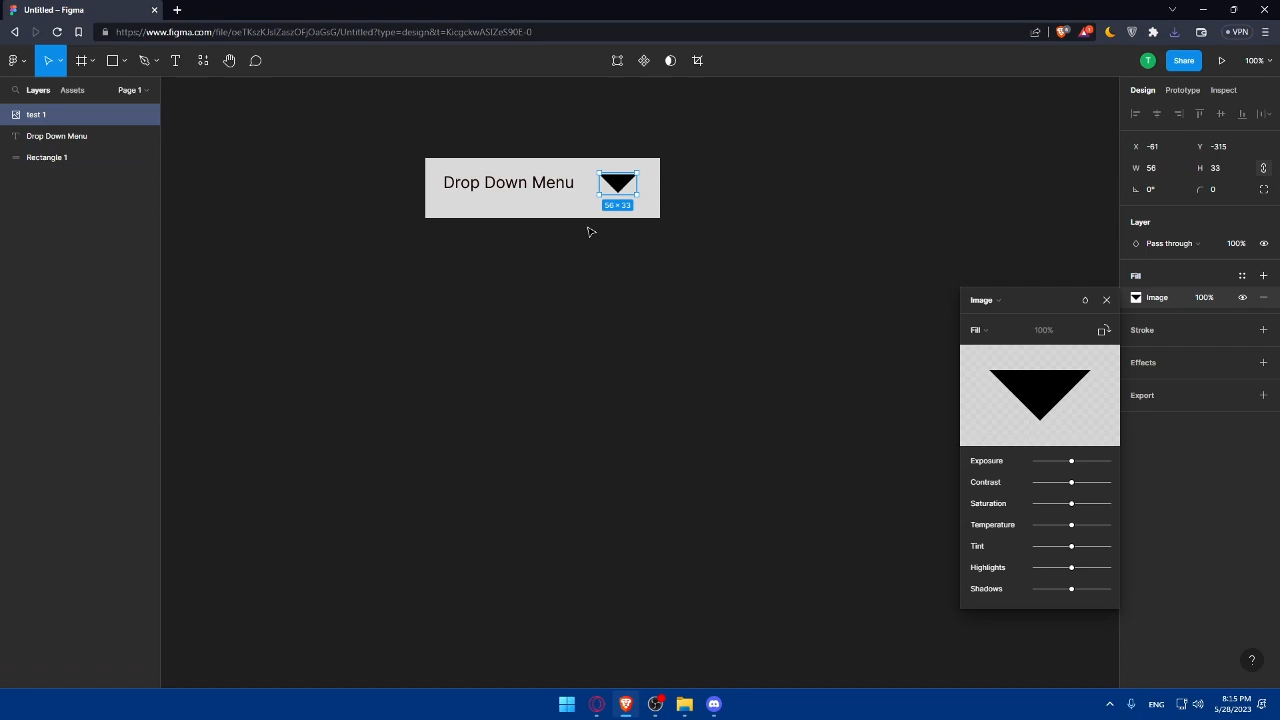 Untitled – Figma
https://www.figma.com/file/oeTKszKJslZaszOFjOaGsG/Untitled?type=design&t=KicgckwASlZeS90E-0
VPN
T
Share
100%
Layers
Assets
Page 1
Design
Prototype
Inspect
test 1
Drop Down Menu
Rectangle 1
Drop Down Menu
56 × 33
X
-61
Y
-315
W
56
H
33
0°
0
Layer
Pass through
100%
Fill
Image
100%
Stroke
Effects
Export
Image
Fill
100%
Exposure
Contrast
Saturation
Temperature
Tint
Highlights
Shadows
?
ENG
8:15 PM
5/28/2023